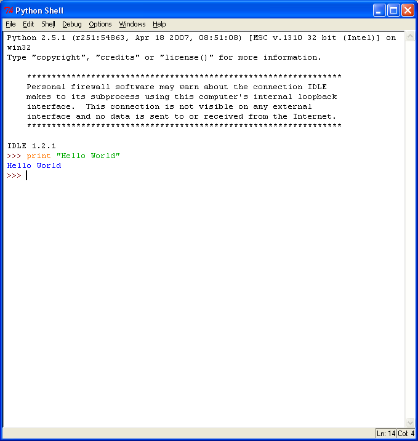 Python Shell
File Edit Shell Debug Options Windows Help
Python 2.5.1 (r251:54863, Apr 18 2007, 08:51:08) [MSC v.1310 32 bit (Intel)] on
win32
Type "copyright", "credits" or "license()" for more information.
****************************************************************
Personal firewall software may warn about the connection IDLE
makes to its subprocess using this computer's internal loopback
interface.  This connection is not visible on any external
interface and no data is sent to or received from the Internet.
****************************************************************
IDLE 1.2.1
>>> print "Hello World"
Hello World
>>>
Ln: 14 Col: 4